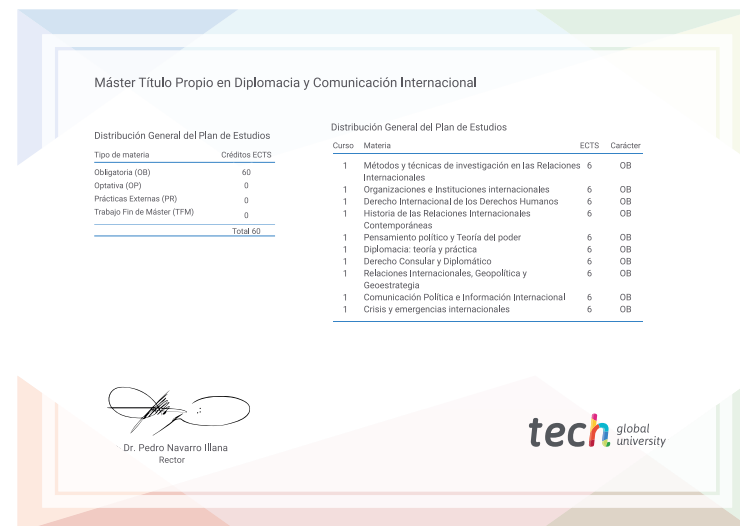 Máster Título Propio en Diplomacia y Comunicación Internacional
Distribución General del Plan de Estudios
Tipo de materia Créditos ECTS
Obligatoria (OB) 60
Optativa (OP) 0
Prácticas Externas (PR) 0
Trabajo Fin de Máster (TFM) 0
Total 60
Distribución General del Plan de Estudios
Curso Materia ECTS Carácter
1 Métodos y técnicas de investigación en las Relaciones 6 OB
Internacionales
1 Organizaciones e Instituciones internacionales 6 OB
1 Derecho Internacional de los Derechos Humanos 6 OB
1 Historia de las Relaciones Internacionales 6 OB
Contemporáneas
1 Pensamiento político y Teoría del poder 6 OB
1 Diplomacia: teoría y práctica 6 OB
1 Derecho Consular y Diplomático 6 OB
1 Relaciones Internacionales, Geopolítica y 6 OB
Geoestrategia
1 Comunicación Política e Información Internacional 6 OB
1 Crisis y emergencias internacionales 6 OB
Dr. Pedro Navarro Illana
Rector
tech global
university